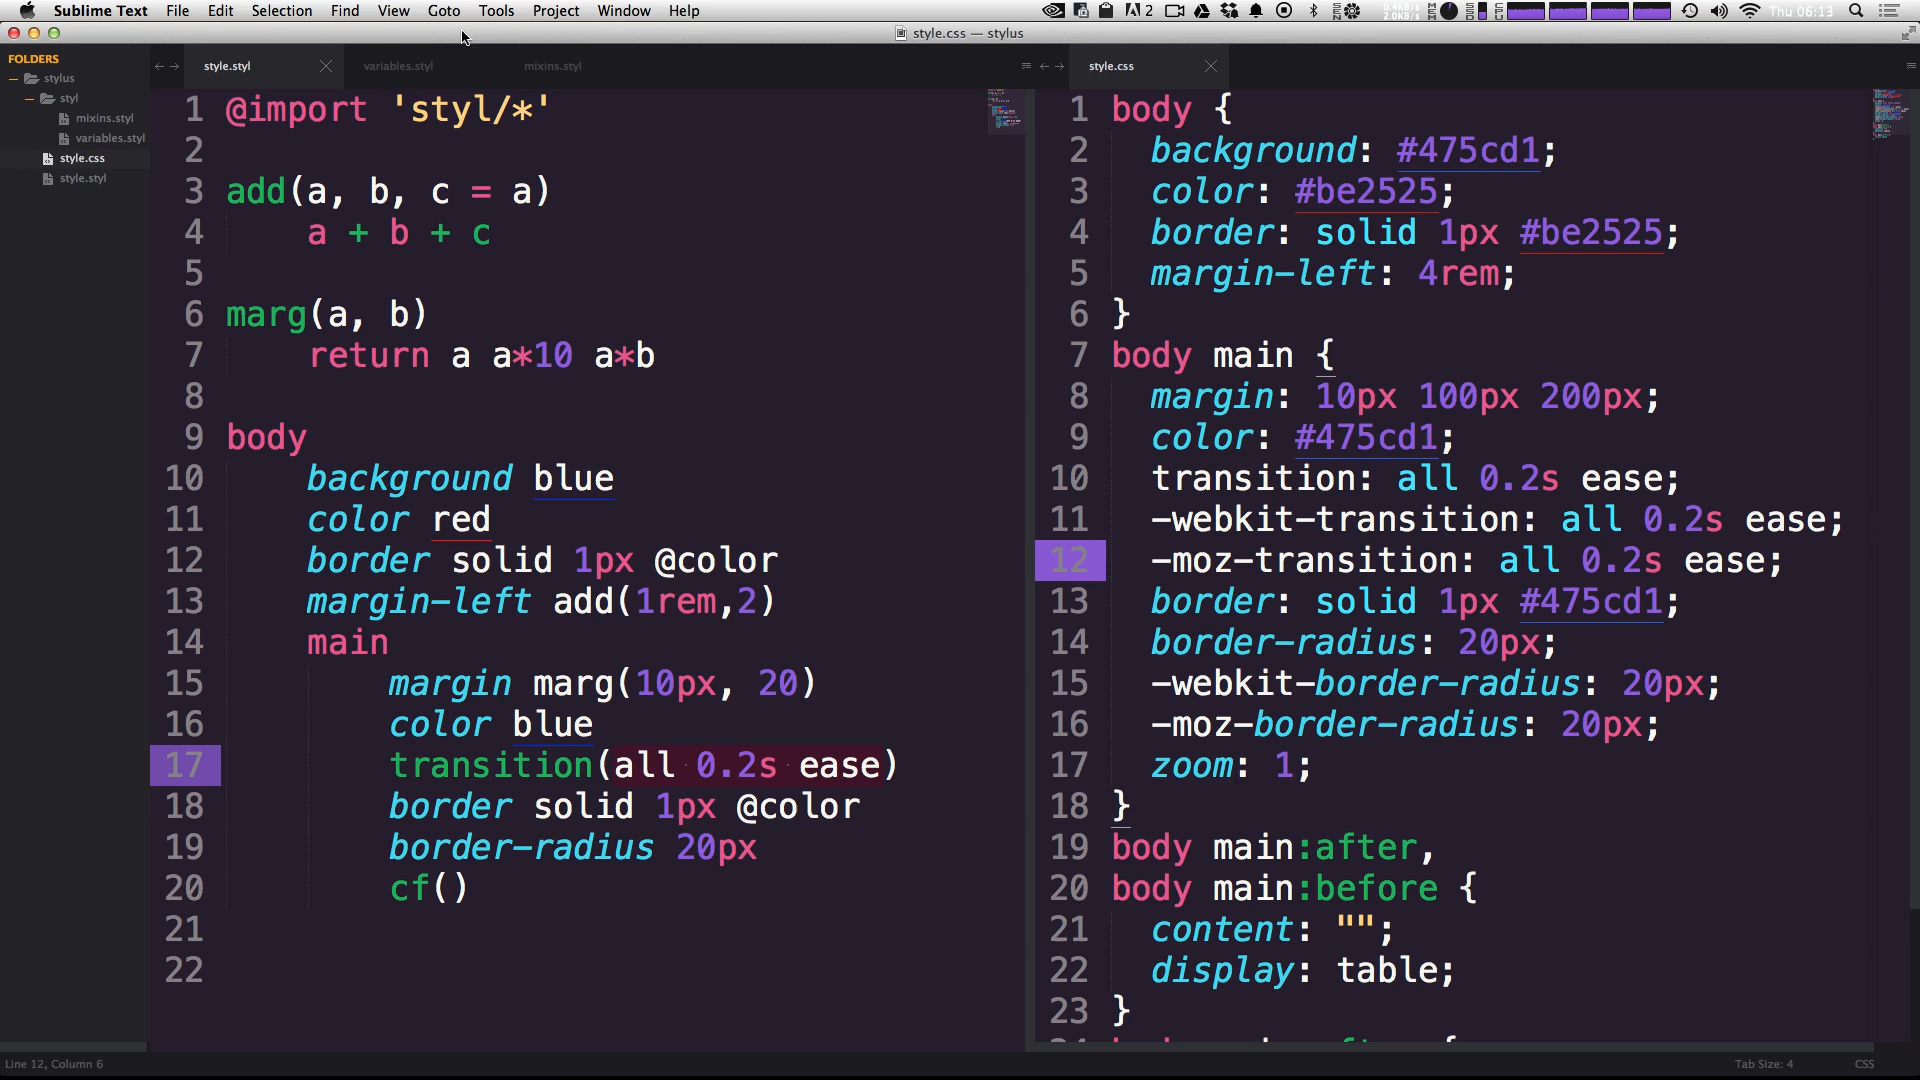 Sublime Text File Edit Selection Find View Goto Tools Project Window Help 2 Thu 06:13
style.css — stylus
FOLDERS
stylus
styl
mixins.styl
variables.styl
style.css
style.styl
style.styl variables.styl mixins.styl
1 @import 'styl/*'
2
3 add(a, b, c = a)
4 a + b + c
5
6 marg(a, b)
7 return a a*10 a*b
8
9 body
10 background blue
11 color red
12 border solid 1px @color
13 margin-left add(1rem,2)
14 main
15 margin marg(10px, 20)
16 color blue
17 transition(all 0.2s ease)
18 border solid 1px @color
19 border-radius 20px
20 cf()
21
22
style.css
1 body {
2 background: #475cd1;
3 color: #be2525;
4 border: solid 1px #be2525;
5 margin-left: 4rem;
6 }
7 body main {
8 margin: 10px 100px 200px;
9 color: #475cd1;
10 transition: all 0.2s ease;
11 -webkit-transition: all 0.2s ease;
12 -moz-transition: all 0.2s ease;
13 border: solid 1px #475cd1;
14 border-radius: 20px;
15 -webkit-border-radius: 20px;
16 -moz-border-radius: 20px;
17 zoom: 1;
18 }
19 body main:after,
20 body main:before {
21 content: "";
22 display: table;
23 }
Line 12, Column 6
Tab Size: 4 CSS